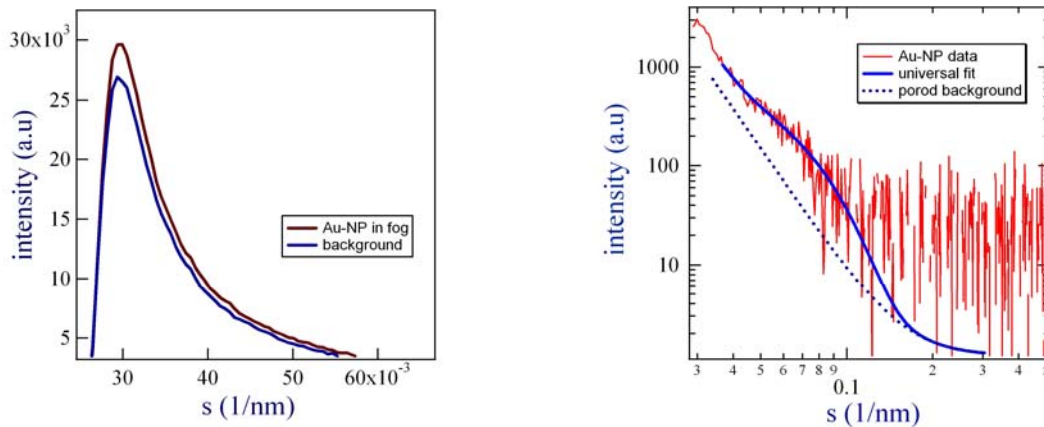 30x10³
25
20
15
10
5
intensity (a.u)
Au-NP in fog
background
30
40
50
60x10⁻³
s (1/nm)
1000
100
10
intensity (a.u)
Au-NP data
universal fit
porod background
3
4
5
6
7
8
9
0.1
2
3
s (1/nm)